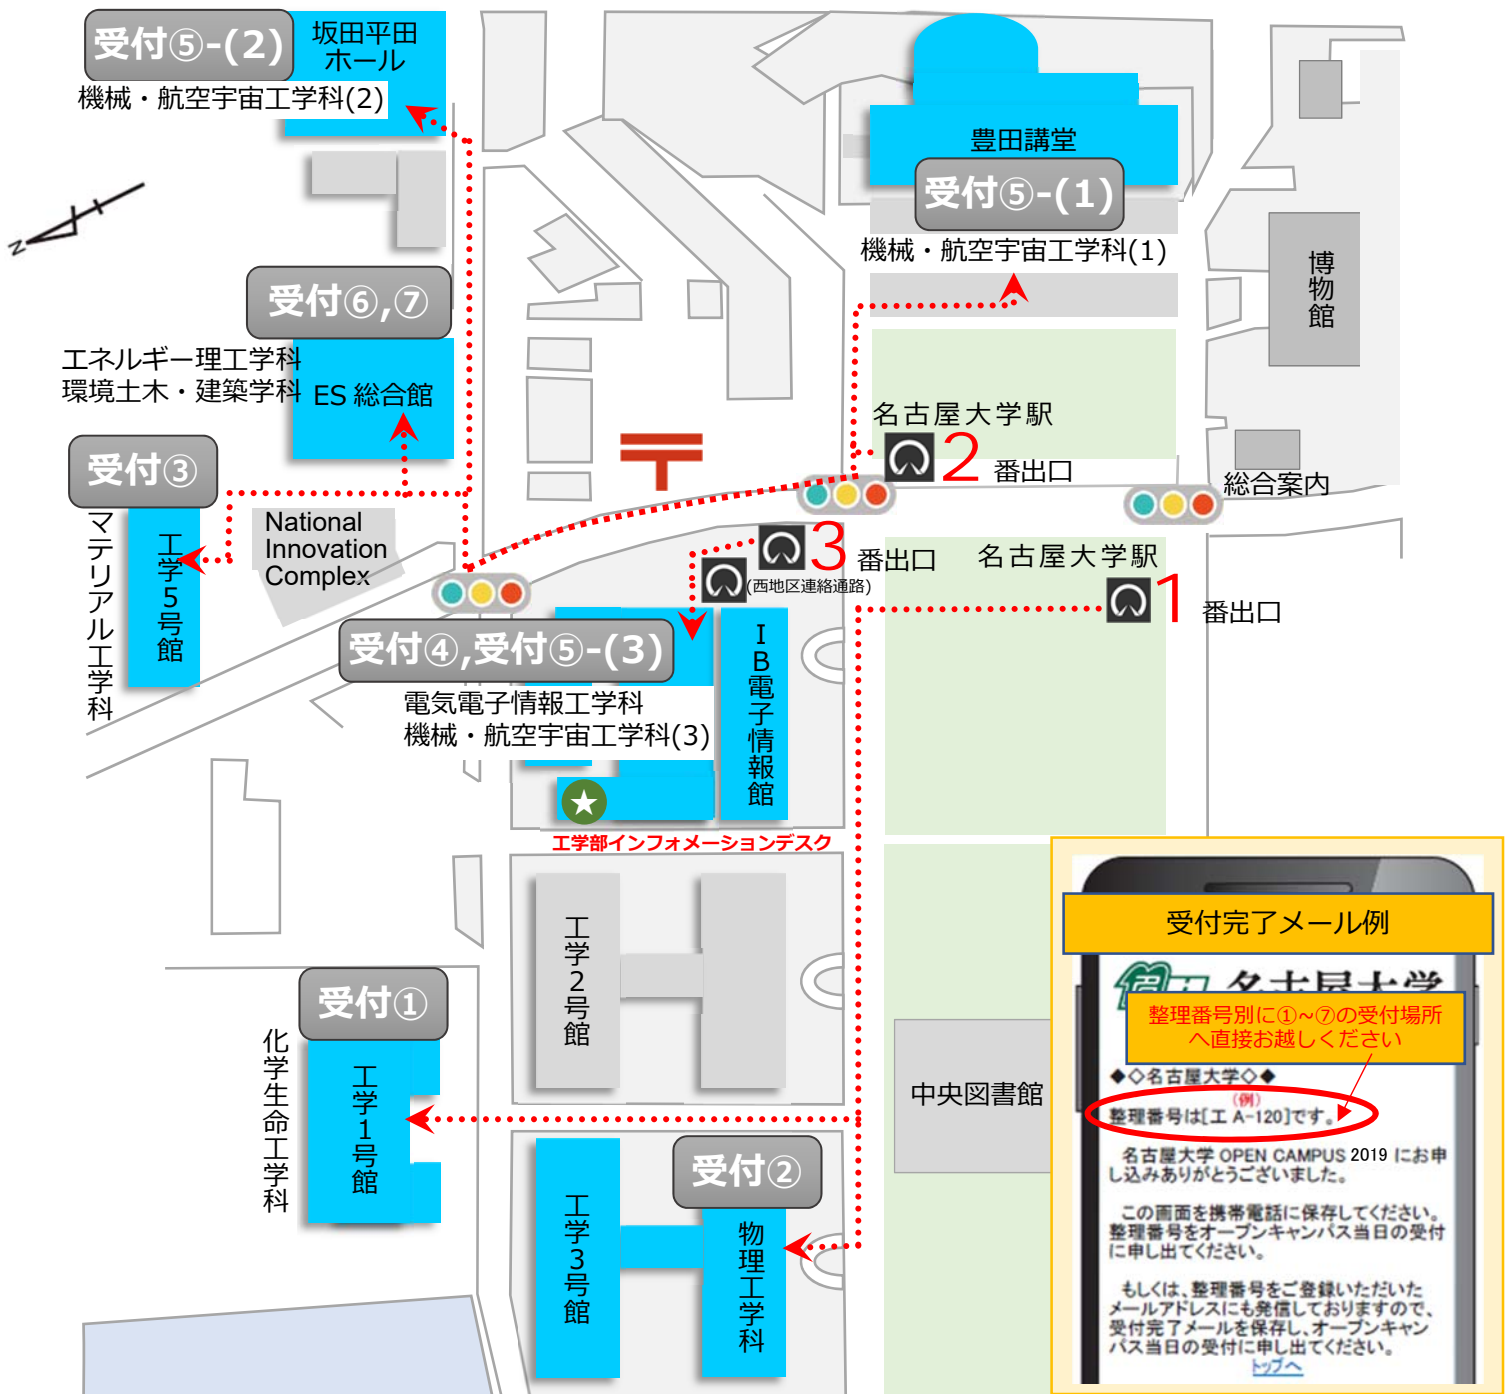 受付⑤-(2)
坂田平田
ホール
機械・航空宇宙工学科(2)
豊田講堂
受付⑤-(1)
機械・航空宇宙工学科(1)
博物館
N
受付⑥,⑦
エネルギー理工学科
環境土木・建築学科
ES 総合館
名古屋大学駅
2 番出口
総合案内
受付③
マテリアル工学科
工学5号館
National
Innovation
Complex
3 番出口
(西地区連絡通路)
名古屋大学駅
1 番出口
受付④,受付⑤-(3)
電気電子情報工学科
機械・航空宇宙工学科(3)
IB電子情報館
工学部インフォメーションデスク
工学2号館
受付①
化学生命工学科
工学1号館
中央図書館
受付②
工学3号館
物理工学科
受付完了メール例
名古屋大学
整理番号別に①~⑦の受付場所
へ直接お越しください
◆◇名古屋大学◇◆
(例)
整理番号は[工 A-120]です。
名古屋大学 OPEN CAMPUS 2019 にお申
し込みありがとうございました。
この画面を携帯電話に保存してください。
整理番号をオープンキャンパス当日の受付
に申し出てください。
もしくは、整理番号をご登録いただいた
メールアドレスにも発信しておりますので、
受付完了メールを保存し、オープンキャン
パス当日の受付に申し出てください。
トップへ